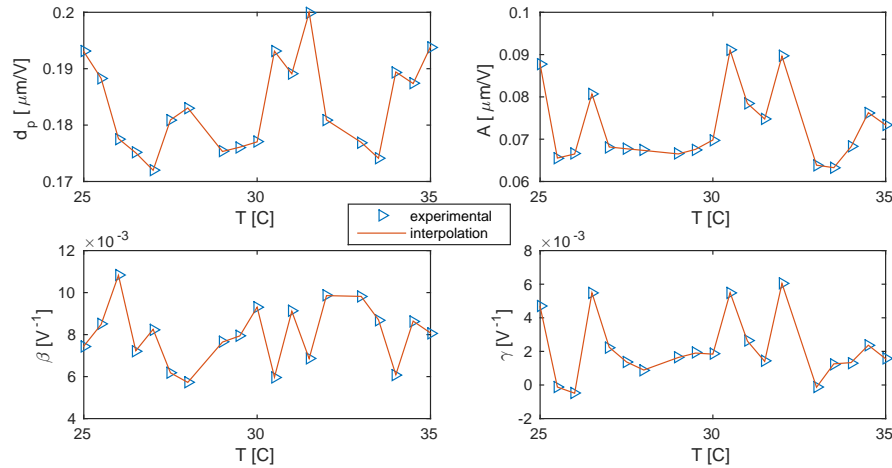 0.2
0.19
0.18
0.17
d_p [ μm/V]
25 30 35
T [C]
0.1
0.09
0.08
0.07
0.06
A [ μm/V]
25 30 35
T [C]
experimental
interpolation
× 10^-3
12
10
8
6
4
β [V^-1]
25 30 35
T [C]
× 10^-3
8
6
4
2
0
-2
γ [V^-1]
25 30 35
T [C]